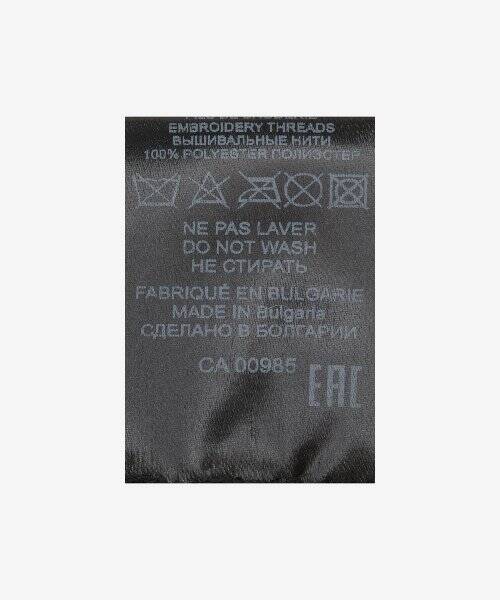 EMBROIDERY THREADS
ВЫШИВАЛЬНЫЕ НИТИ
100% POLYESTER ПОЛИЭСТЕР
NE PAS LAVER
DO NOT WASH
НЕ СТИРАТЬ
FABRIQUÉ EN BULGARIE
MADE IN Bulgaria
СДЕЛАНО В БОЛГАРИИ
CA 00985
EAC